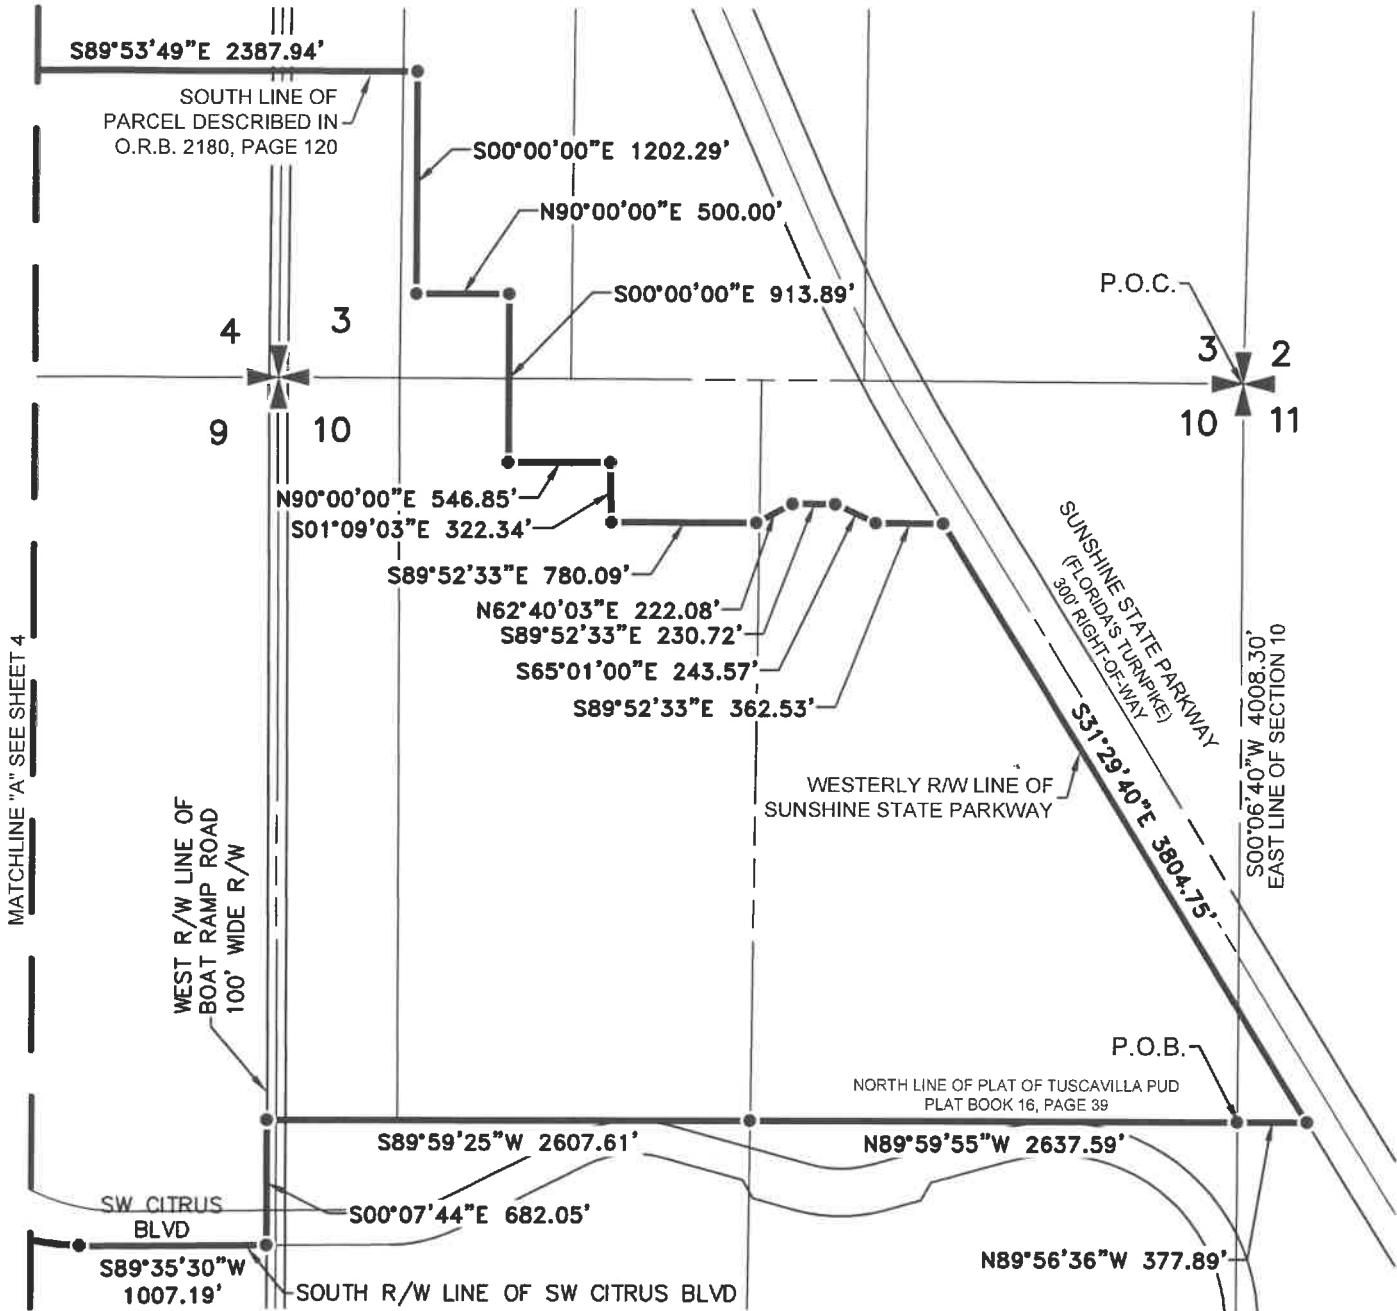 S89°53'49"E 2387.94'
SOUTH LINE OF
PARCEL DESCRIBED IN
O.R.B. 2180, PAGE 120
S00°00'00"E 1202.29'
N90°00'00"E 500.00'
S00°00'00"E 913.89'
P.O.C.
4
3
3
2
9
10
10
11
N90°00'00"E 546.85'
S01°09'03"E 322.34'
S89°52'33"E 780.09'
N62°40'03"E 222.08'
S89°52'33"E 230.72'
S65°01'00"E 243.57'
S89°52'33"E 362.53'
SUNSHINE STATE PARKWAY
(FLORIDA'S TURNPIKE)
300' RIGHT-OF-WAY
S00°06'40"W 4008.30'
EAST LINE OF SECTION 10
MATCHLINE "A" SEE SHEET 4
S31°29'40"E 3804.75'
WESTERLY R/W LINE OF
SUNSHINE STATE PARKWAY
WEST R/W LINE OF
BOAT RAMP ROAD
100' WIDE R/W
P.O.B.
NORTH LINE OF PLAT OF TUSCAVILLA PUD
PLAT BOOK 16, PAGE 39
S89°59'25"W 2607.61'
N89°59'55"W 2637.59'
SW CITRUS
BLVD
S00°07'44"E 682.05'
S89°35'30"W
1007.19'
SOUTH R/W LINE OF SW CITRUS BLVD
N89°56'36"W 377.89'